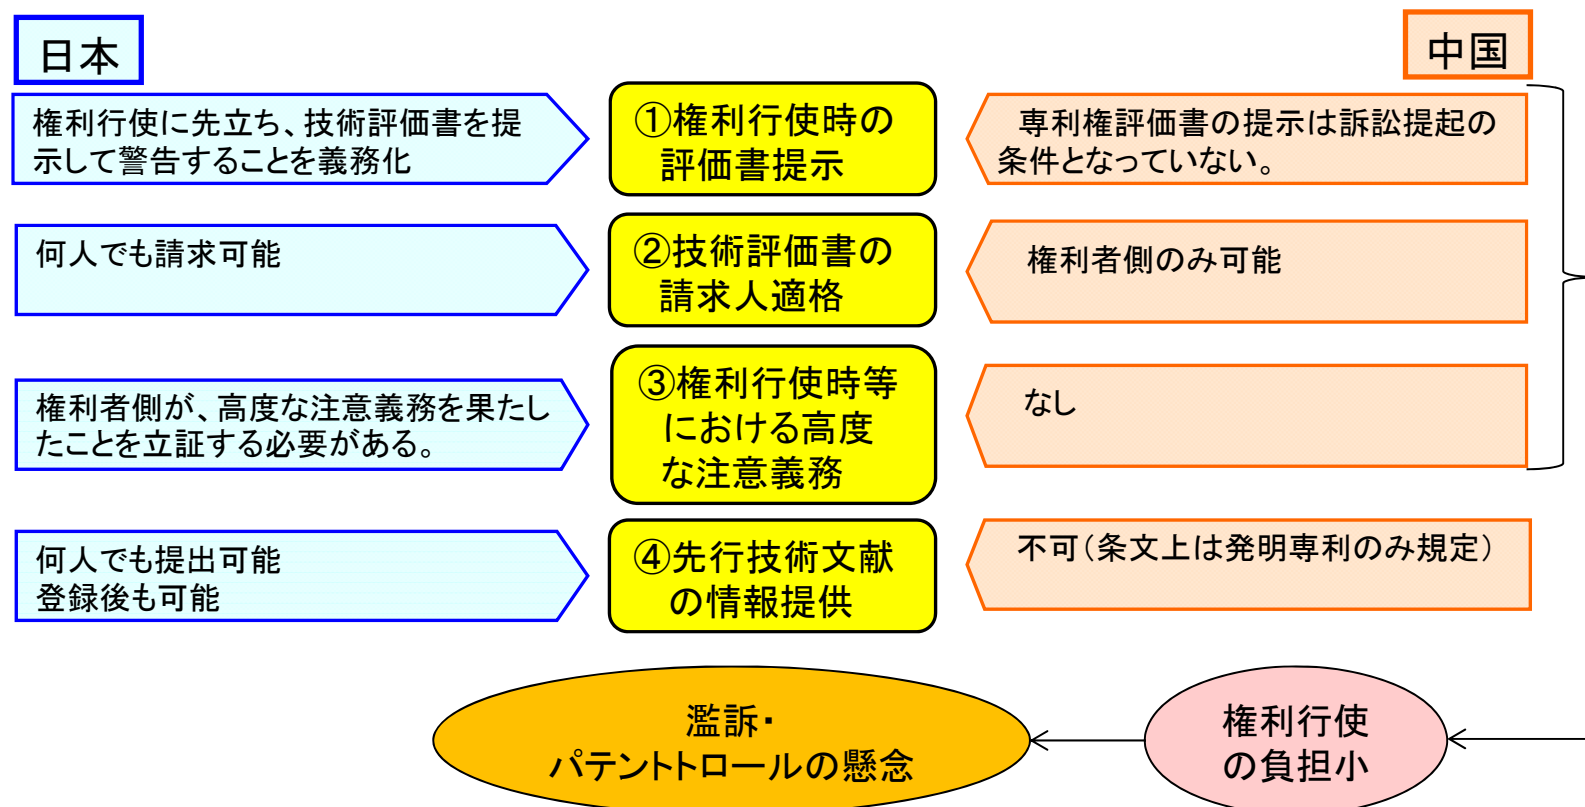 日本
中国
権利行使に先立ち、技術評価書を提
示して警告することを義務化
①権利行使時の
評価書提示
専利権評価書の提示は訴訟提起の
条件となっていない。
何人でも請求可能
②技術評価書の
請求人適格
権利者側のみ可能
権利者側が、高度な注意義務を果たし
たことを立証する必要がある。
③権利行使時等
における高度
な注意義務
なし
何人でも提出可能
登録後も可能
④先行技術文献
の情報提供
不可(条文上は発明専利のみ規定)
濫訴・
パテントトロールの懸念
権利行使
の負担小